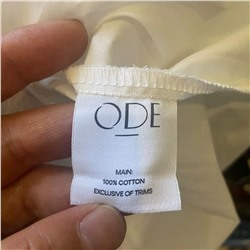 ODE
MAIN:
100% COTTON
EXCLUSIVE OF TRIMS